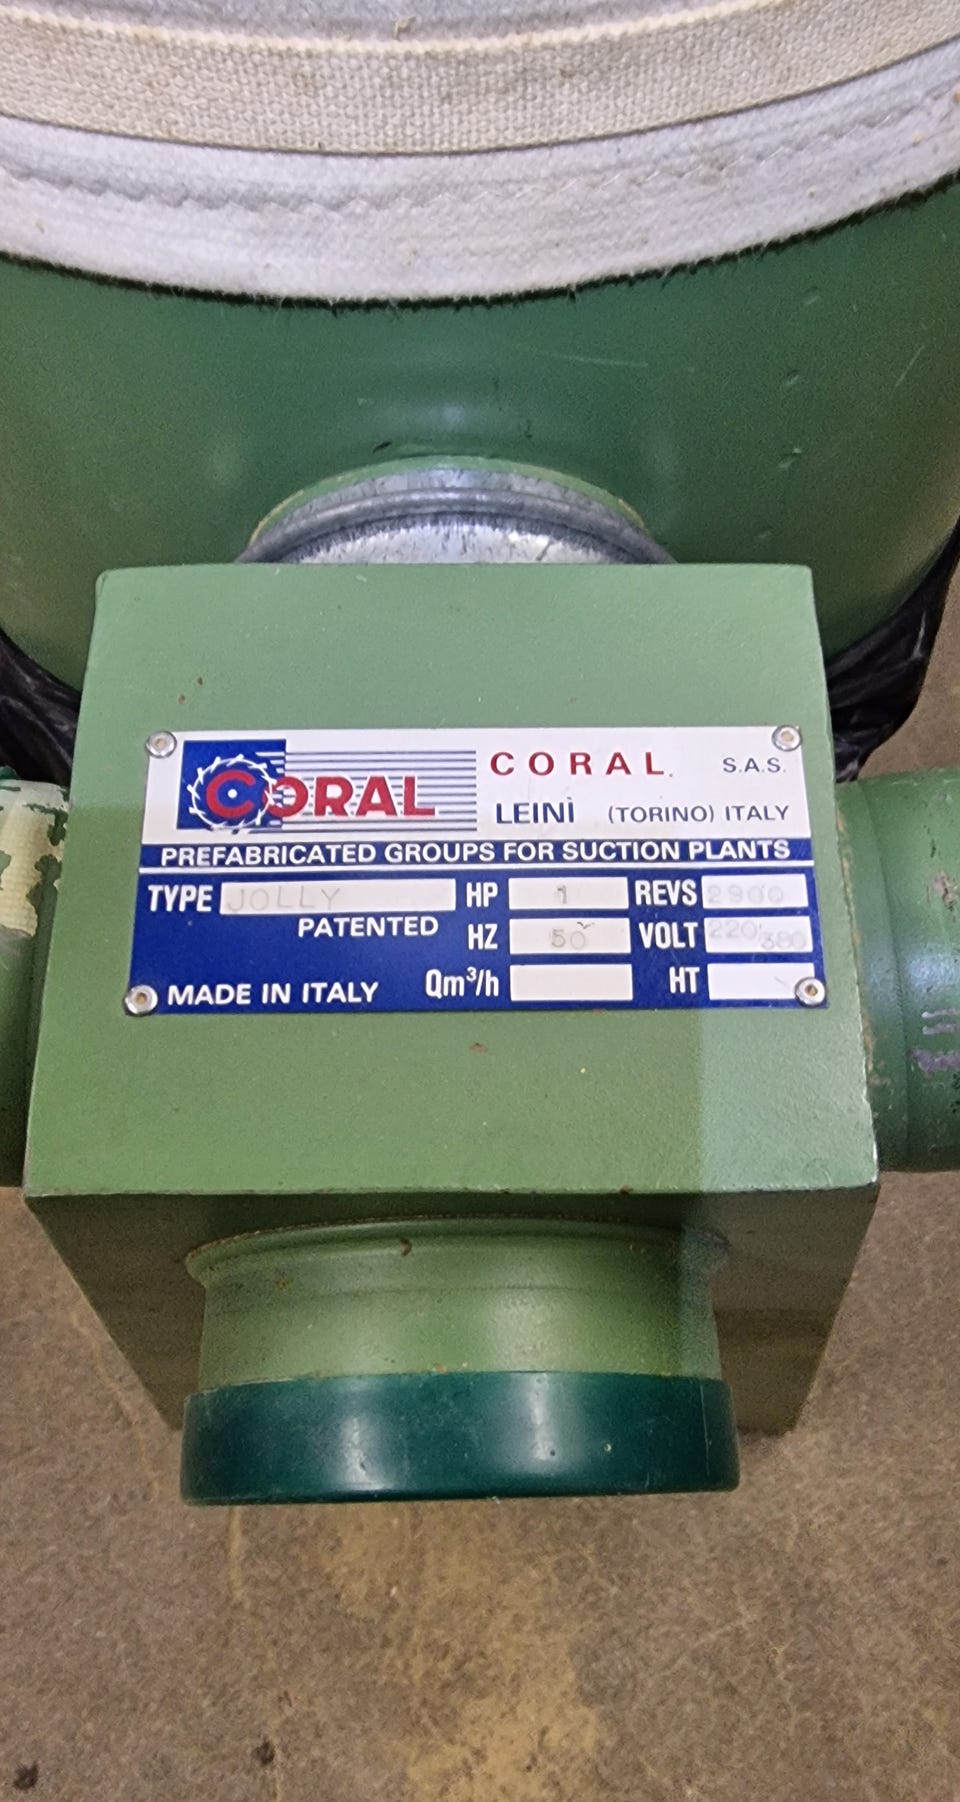 CORAL
CORAL S.A.S.
LEINÌ (TORINO) ITALY
PREFABRICATED GROUPS FOR SUCTION PLANTS
TYPE JOLLY HP 1 REVS 2900
PATENTED HZ 50 VOLT 220/380
MADE IN ITALY Qm³/h HT